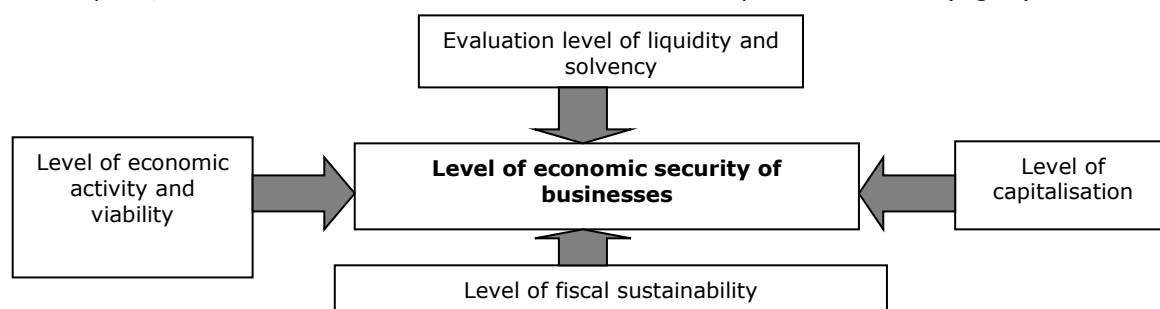 Evaluation level of liquidity and
solvency
Level of economic
activity and
viability
Level of economic security of
businesses
Level of
capitalisation
Level of fiscal sustainability